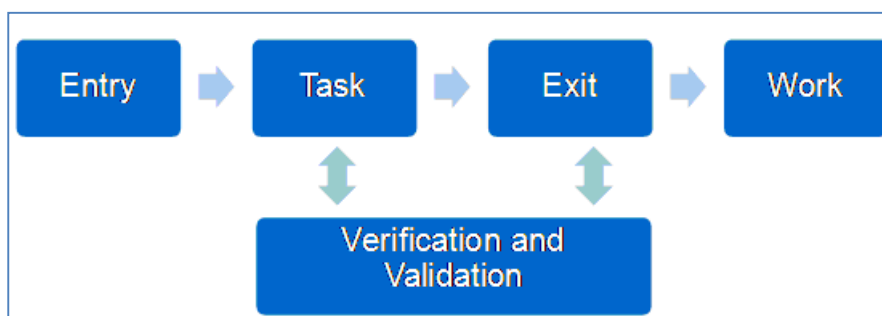 Entry
Task
Exit
Work
Verification and
Validation